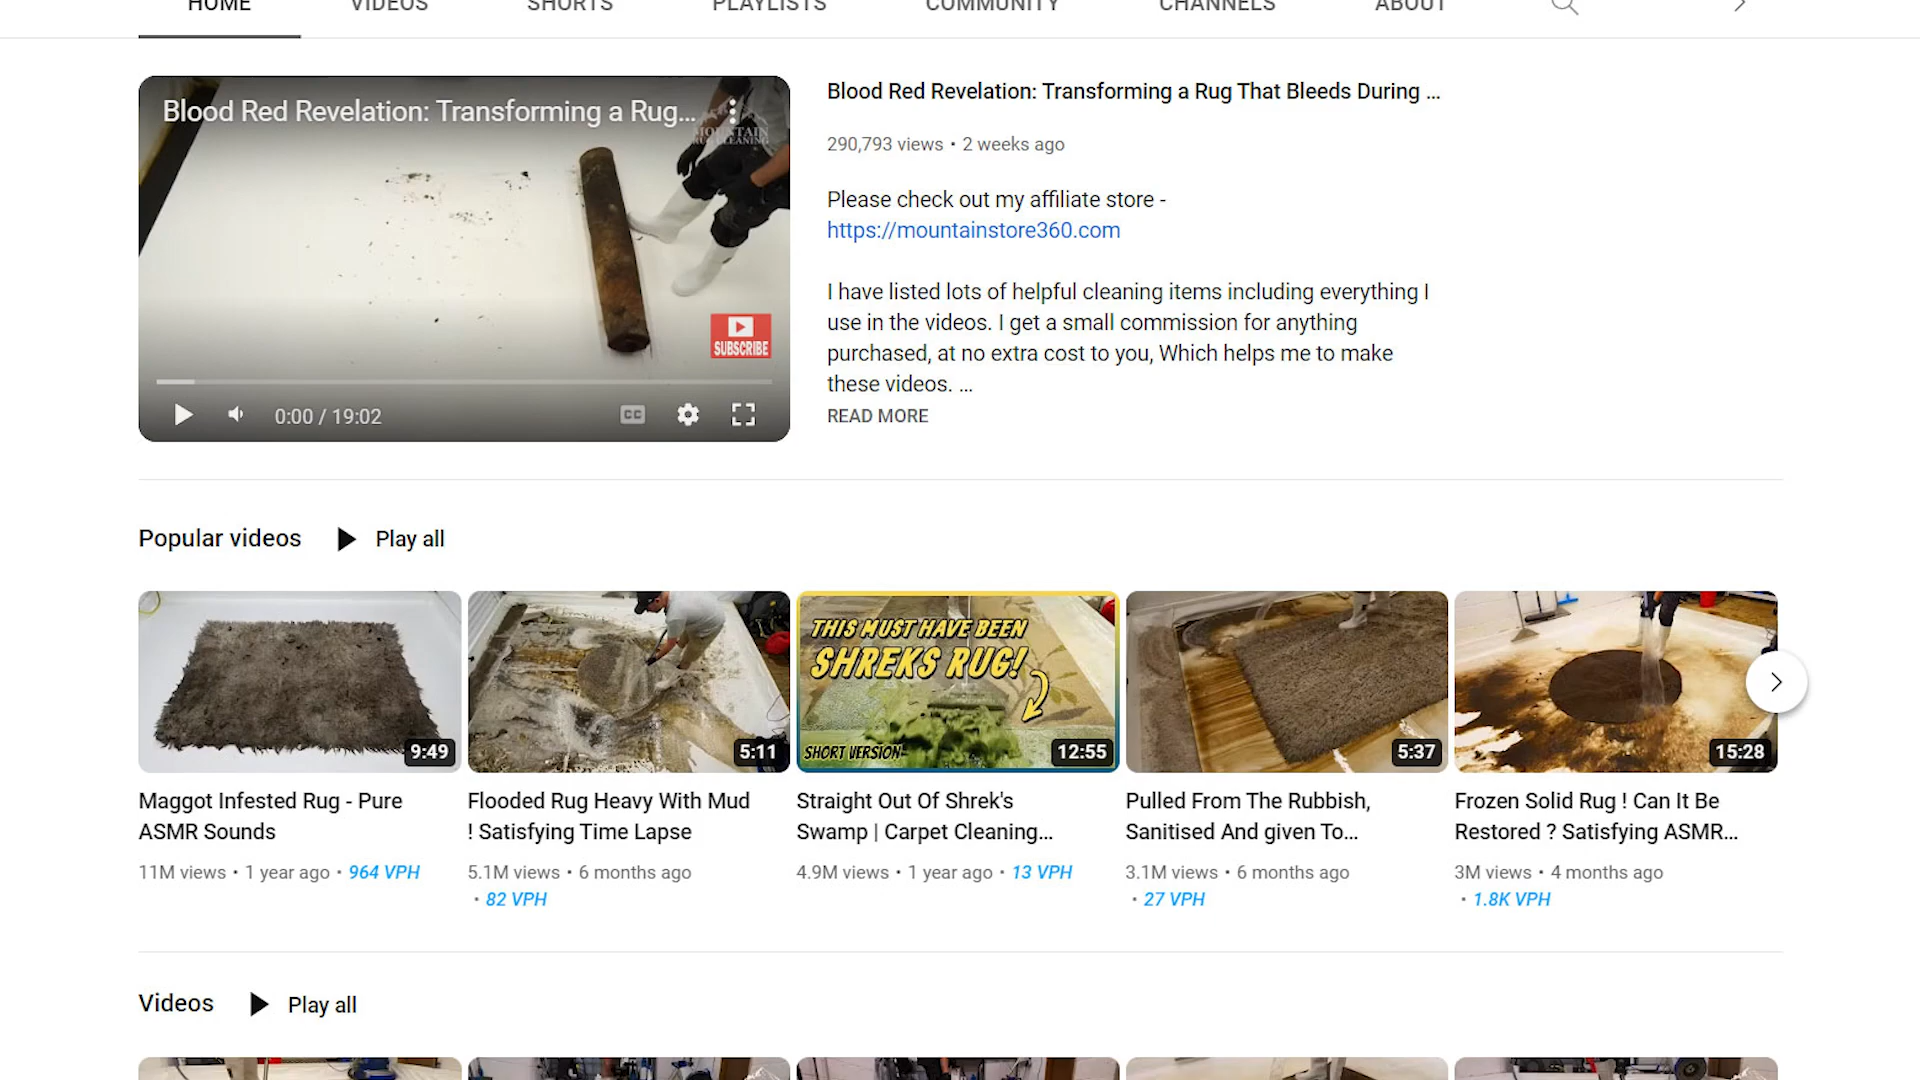 HOME VIDEOS SHORTS PLAYLISTS COMMUNITY CHANNELS ABOUT
Blood Red Revelation: Transforming a Rug...
MOUNTAIN
RUG CLEANING
SUBSCRIBE
0:00 / 19:02
CC
Blood Red Revelation: Transforming a Rug That Bleeds During ...
290,793 views • 2 weeks ago
Please check out my affiliate store -
https://mountainstore360.com
I have listed lots of helpful cleaning items including everything I
use in the videos. I get a small commission for anything
purchased, at no extra cost to you, Which helps me to make
these videos. ...
READ MORE
Popular videos Play all
9:49
Maggot Infested Rug - Pure
ASMR Sounds
11M views • 1 year ago • 964 VPH
5:11
Flooded Rug Heavy With Mud
! Satisfying Time Lapse
5.1M views • 6 months ago
• 82 VPH
THIS MUST HAVE BEEN
SHREKS RUG!
SHORT VERSION
12:55
Straight Out Of Shrek's
Swamp | Carpet Cleaning...
4.9M views • 1 year ago • 13 VPH
5:37
Pulled From The Rubbish,
Sanitised And given To...
3.1M views • 6 months ago
• 27 VPH
15:28
Frozen Solid Rug ! Can It Be
Restored ? Satisfying ASMR...
3M views • 4 months ago
• 1.8K VPH
Videos Play all